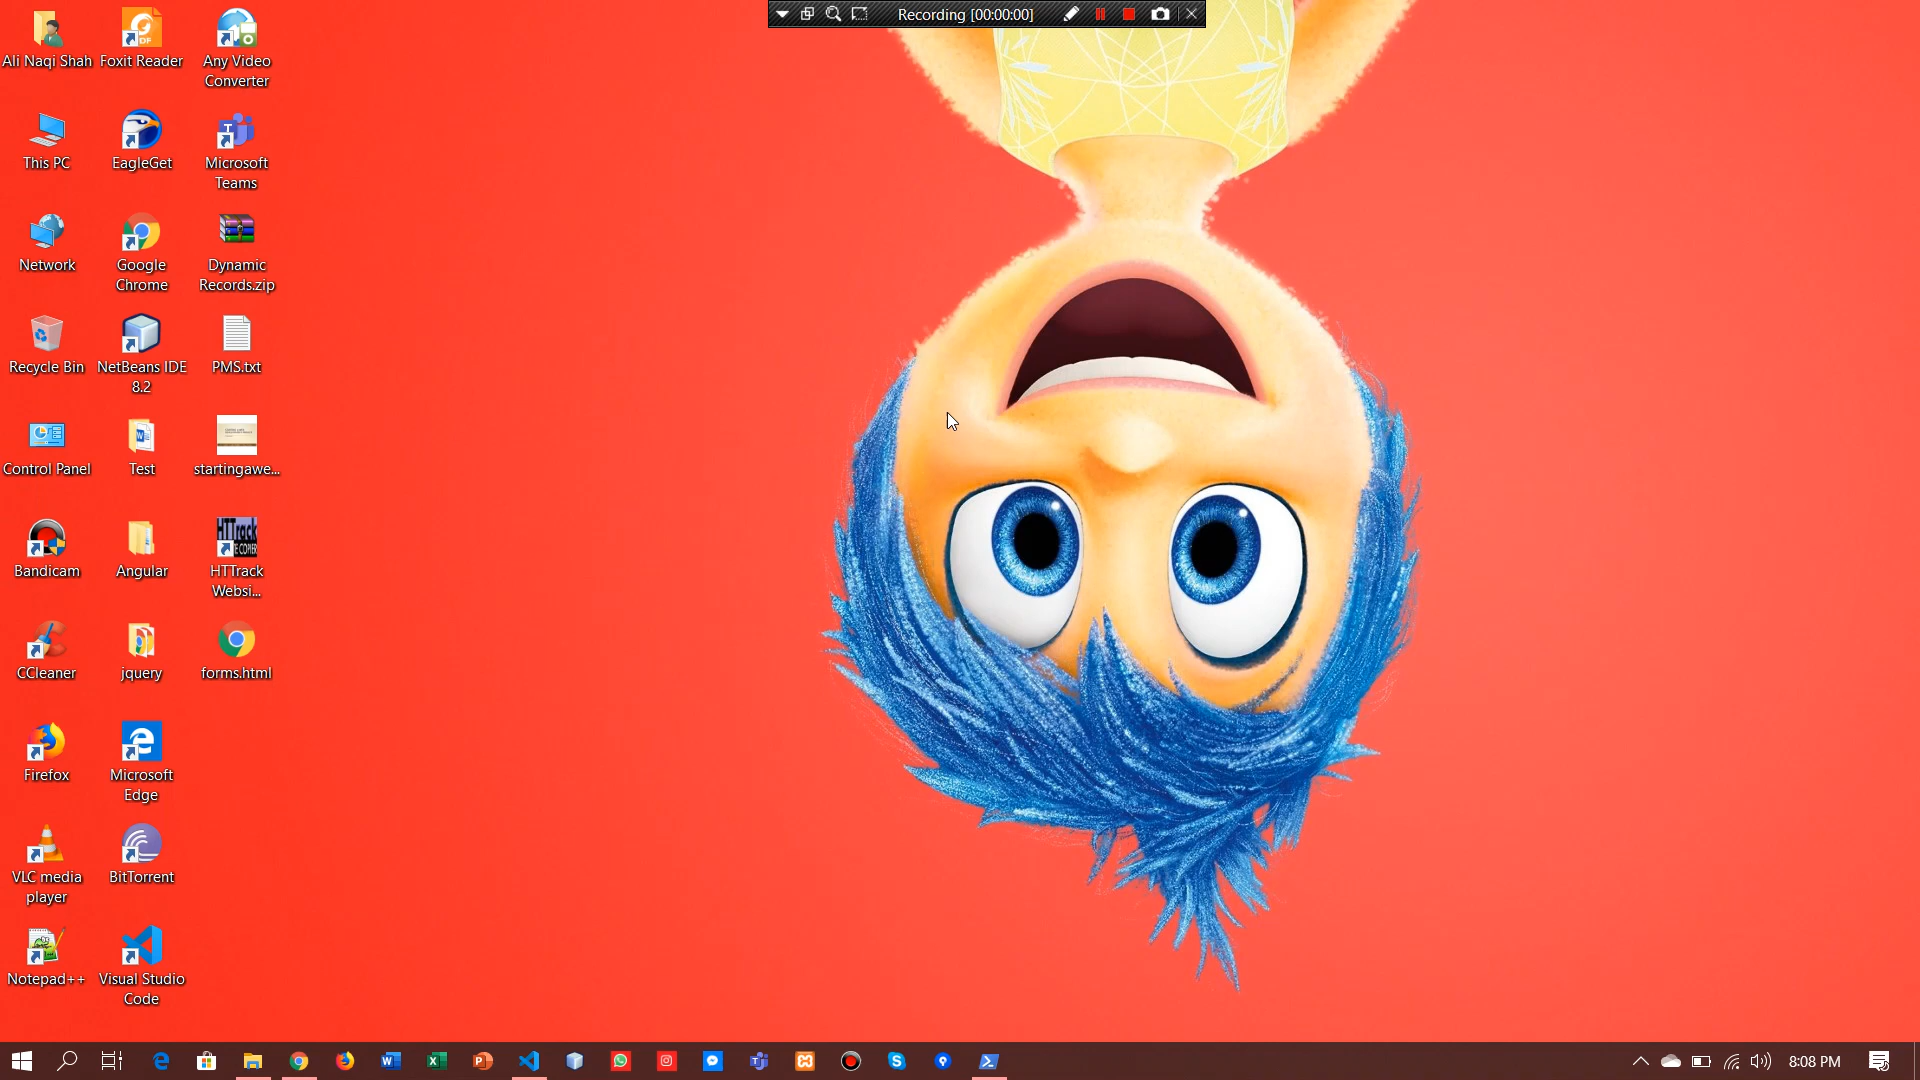 Recording [00:00:00]
Ali Naqi Shah
Foxit Reader
Any Video
Converter
This PC
EagleGet
Microsoft
Teams
Network
Google
Chrome
Dynamic
Records.zip
Recycle Bin
NetBeans IDE
8.2
PMS.txt
Control Panel
Test
startingawe...
Bandicam
Angular
HTTrack
Websi...
CCleaner
jquery
forms.html
Firefox
Microsoft
Edge
VLC media
player
BitTorrent
Notepad++
Visual Studio
Code
8:08 PM